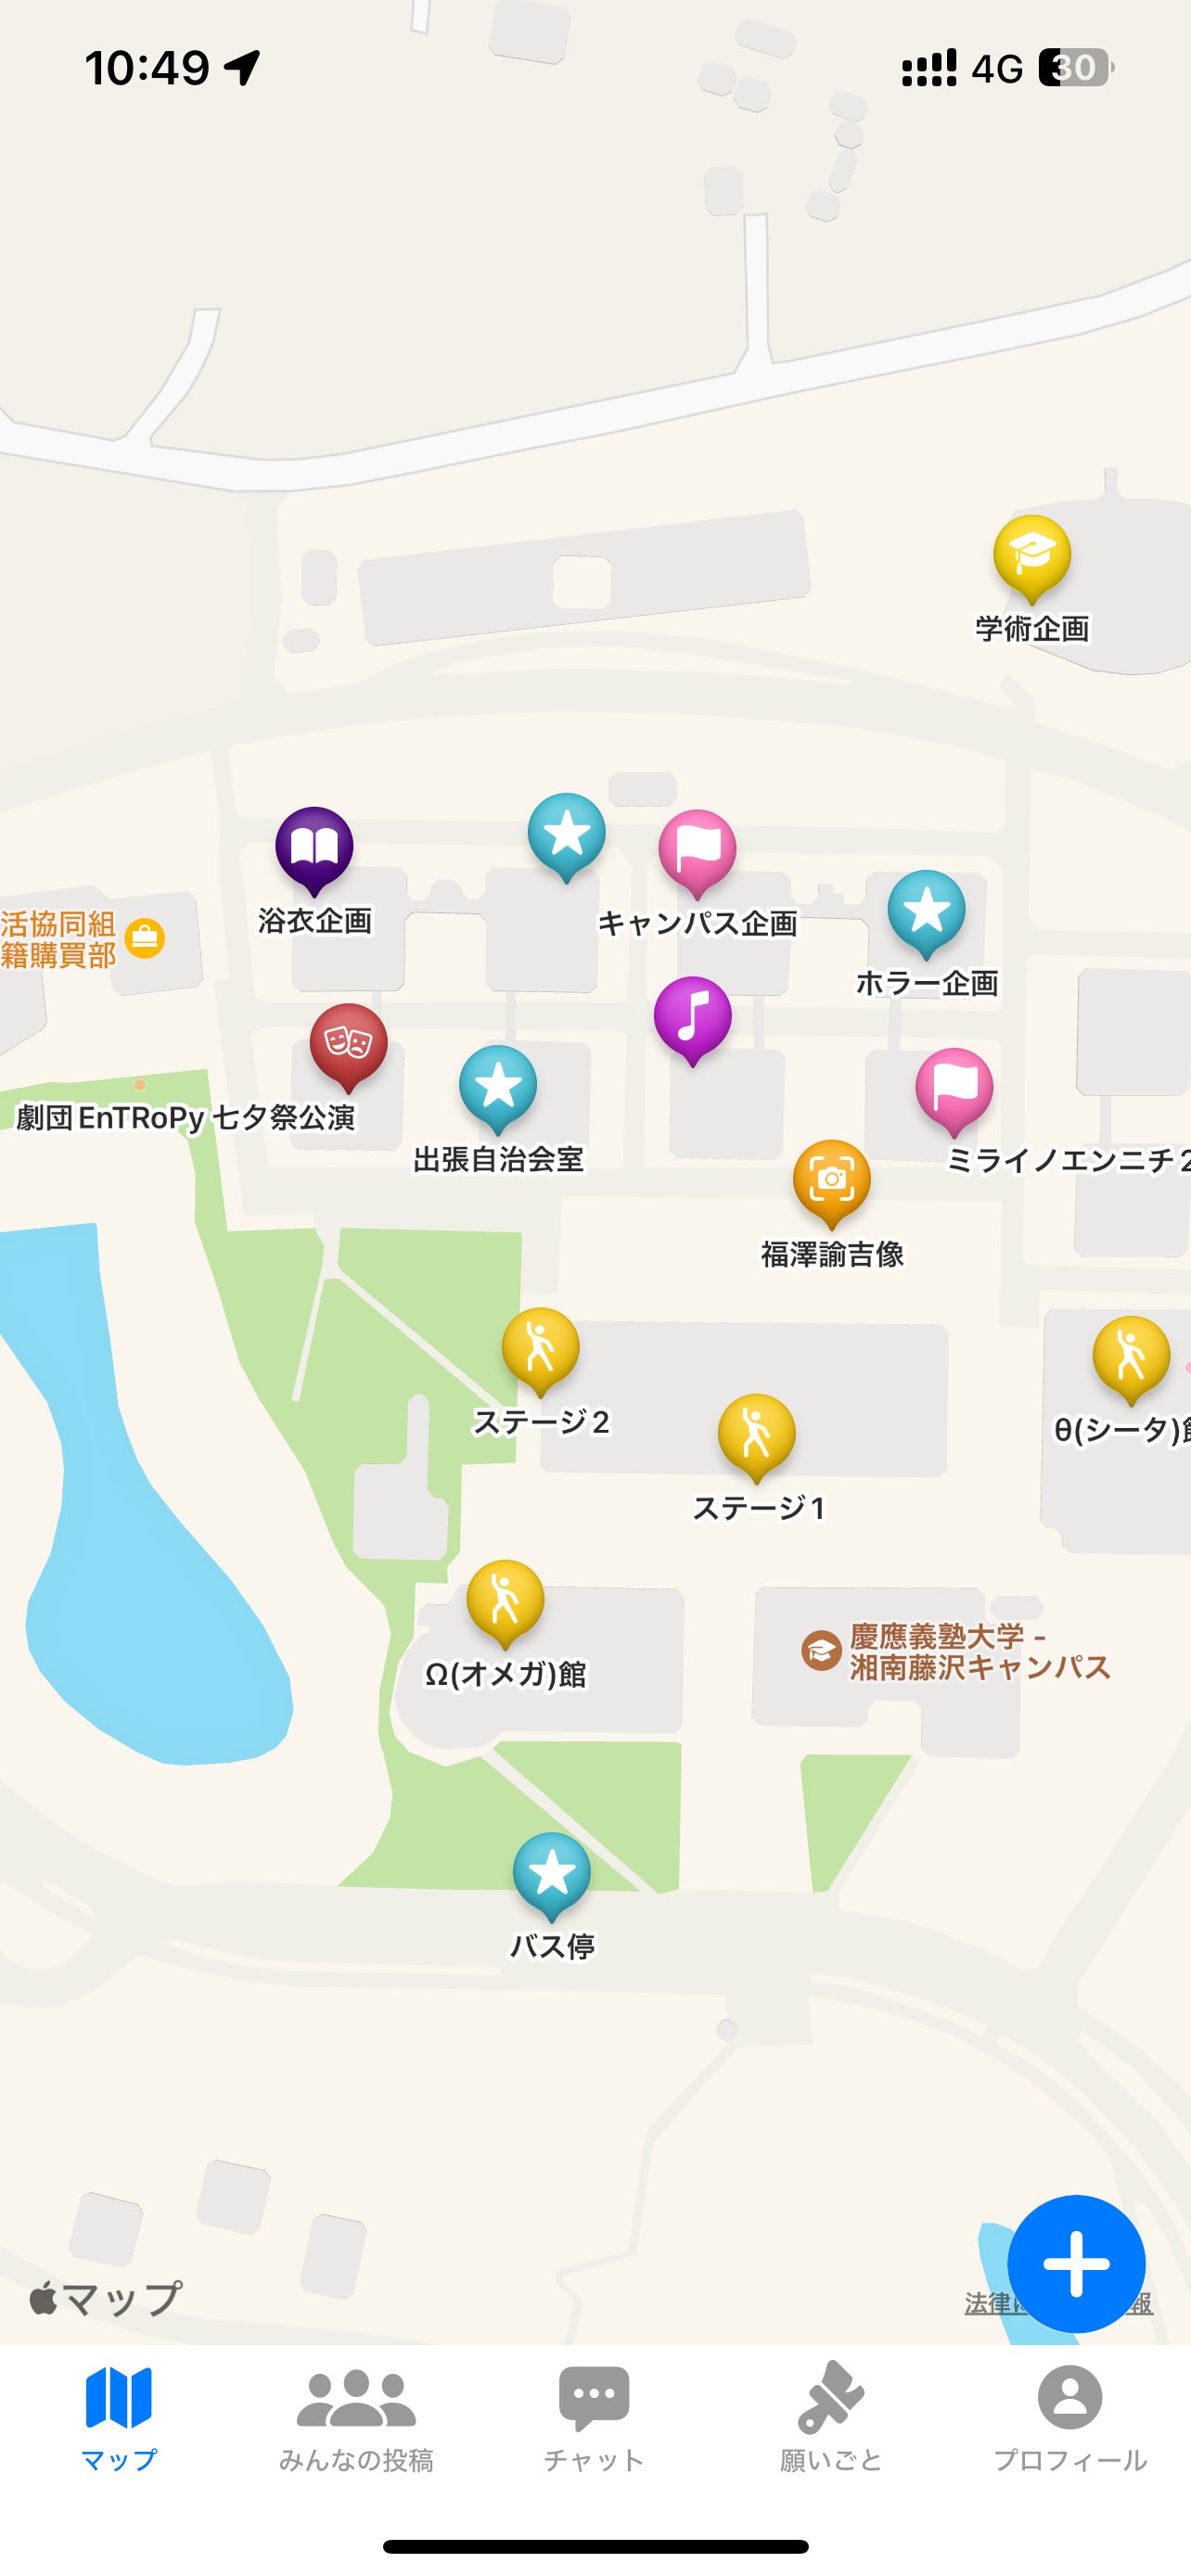 10:49
4G 30
学術企画
浴衣企画
キャンパス企画
活協同組
籍購買部
ホラー企画
劇団 EnTRoPy 七夕祭公演
出張自治会室
ミライノエンニチ2
福澤諭吉像
ステージ2
θ(シータ)館
ステージ1
Ω(オメガ)館
慶應義塾大学 -
湘南藤沢キャンパス
バス停
マップ
法律
報
マップ
みんなの投稿
チャット
願いごと
プロフィール